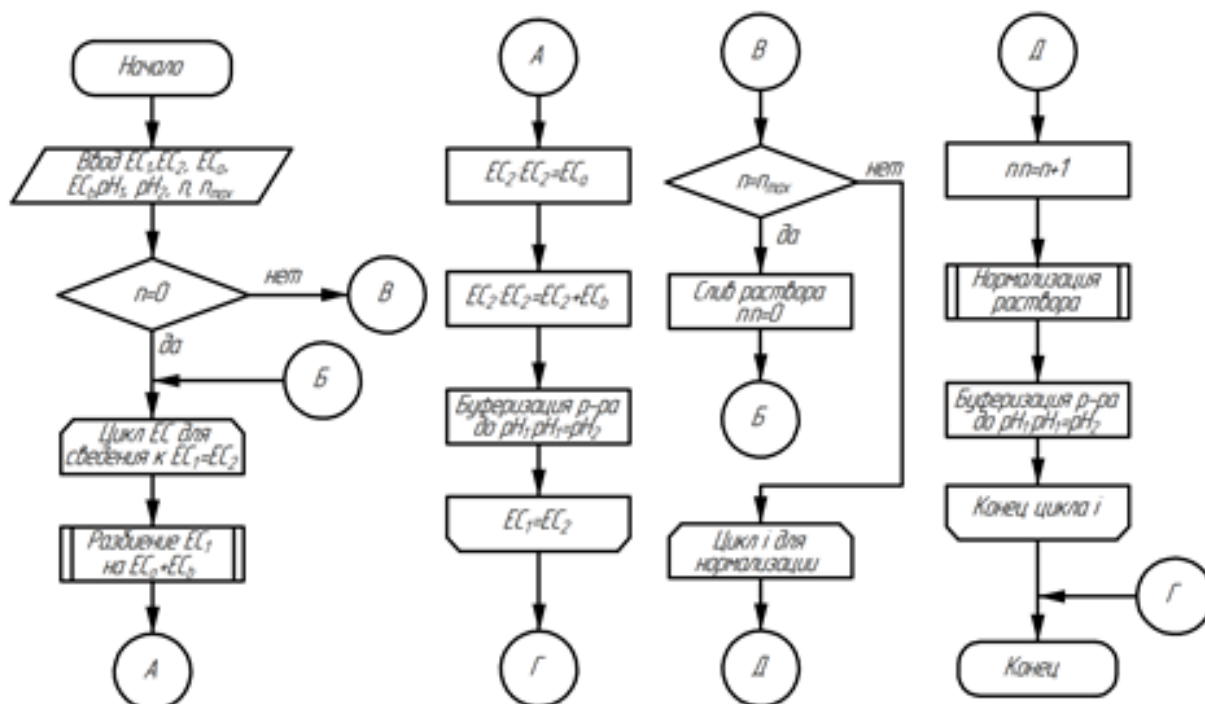 Начало
Ввод EC₁,EC₂, EC₀,
ECb,pH₁, pH₂, n, nmax
n=0
нет
В
да
Б
Цикл EC для
сведения к EC₁=EC₂
Разбиение EC₁
на ECa+ECb
А
А
EC₂:EC₂=ECa
EC₂:EC₂=EC₂+ECb
Буферизация р-ра
до pH₁:pH₁=pH₂
EC₁=EC₂
Г
В
n=nmax
нет
да
Слив раствора
n:n=0
Б
Цикл i для
нормализации
Д
Д
n:n=n+1
Нормализация
раствора
Буферизация р-ра
до pH₁:pH₁=pH₂
Конец цикла i
Г
Конец